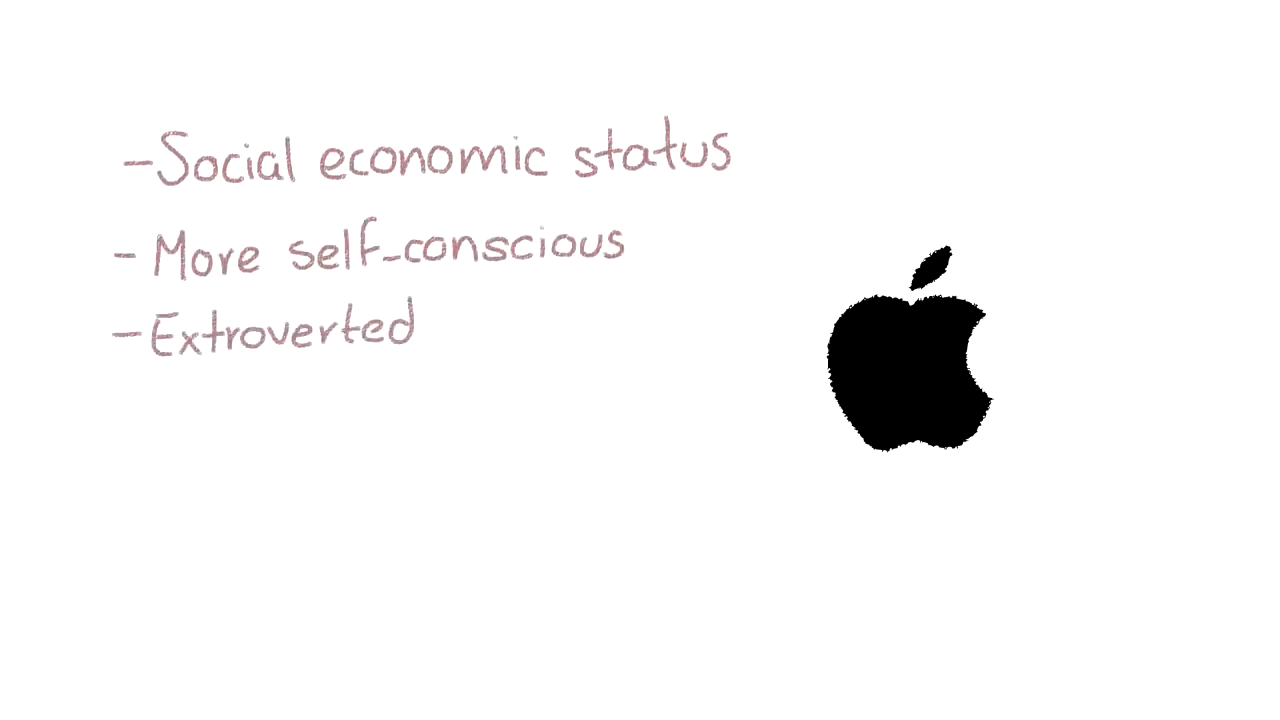 - Social economic status
- More self-conscious
- Extroverted